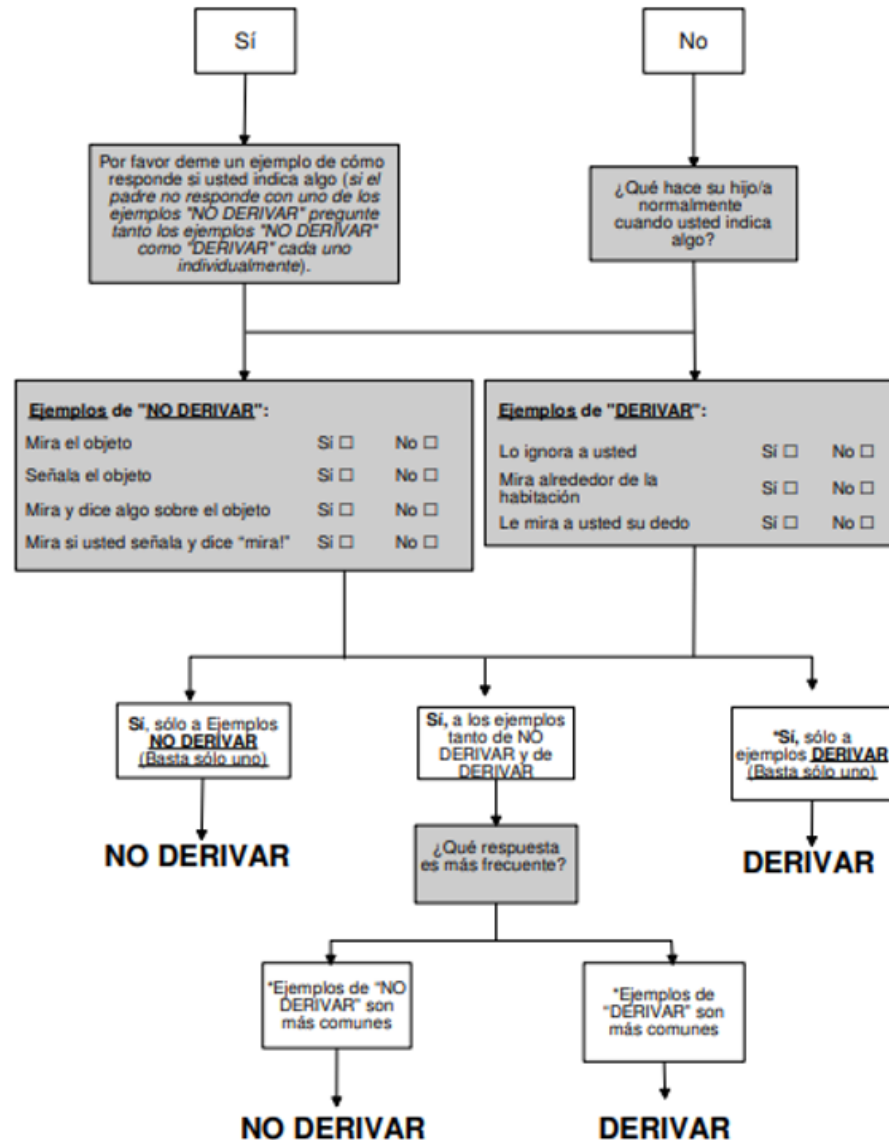 Sí
No
Por favor deme un ejemplo de cómo
responde si usted indica algo (si el
padre no responde con uno de los
ejemplos "NO DERIVAR" pregunte
tanto los ejemplos "NO DERIVAR"
como "DERIVAR" cada uno
individualmente).
¿Qué hace su hijo/a
normalmente
cuando usted indica
algo?
Ejemplos de "NO DERIVAR":
Mira el objeto Sí ☐ No ☐
Señala el objeto Sí ☐ No ☐
Mira y dice algo sobre el objeto Sí ☐ No ☐
Mira si usted señala y dice “mira!” Sí ☐ No ☐
Ejemplos de "DERIVAR":
Lo ignora a usted Sí ☐ No ☐
Mira alrededor de la
habitación Sí ☐ No ☐
Le mira a usted su dedo Sí ☐ No ☐
Sí, sólo a Ejemplos
NO DERIVAR
(Basta sólo uno)
Sí, a los ejemplos
tanto de NO
DERIVAR y de
DERIVAR
*Sí, sólo a
ejemplos DERIVAR
(Basta sólo uno)
NO DERIVAR
¿Qué respuesta
es más frecuente?
DERIVAR
*Ejemplos de “NO
DERIVAR” son
más comunes
*Ejemplos de
“DERIVAR” son
más comunes
NO DERIVAR
DERIVAR